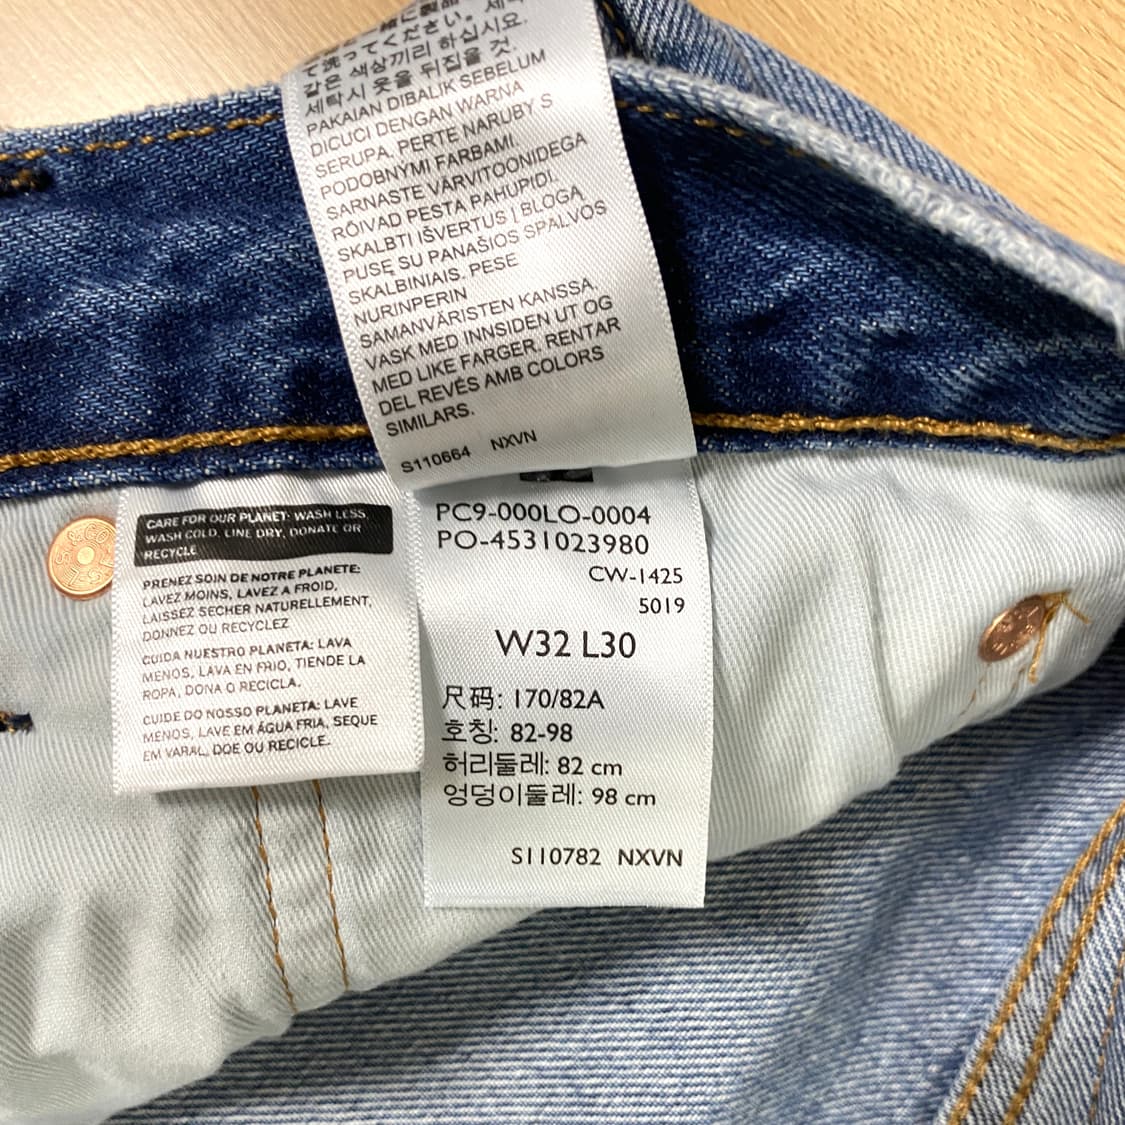 て洗ってください。세탁
같은 색상끼리 하십시요.
세탁시 옷을 뒤집을 것.
PAKAIAN DIBALIK SEBELUM
DICUCI DENGAN WARNA
SERUPA. PERTE NARUBY S
PODOBNYMI FARBAMI.
SARNASTE VÄRVITOONIDEGA
RÕIVAD PESTA PAHUPIDI.
SKALBTI IŠVERTUS Į BLOGĄ
PUSĘ SU PANAŠIOS SPALVOS
SKALBINIAIS. PESE
NURINPERIN
SAMANVÄRISTEN KANSSA.
VASK MED INNSIDEN UT OG
MED LIKE FARGER. RENTAR
DEL REVÉS AMB COLORS
SIMILARS.
S110664 NXVN
CARE FOR OUR PLANET: WASH LESS,
WASH COLD, LINE DRY, DONATE OR
RECYCLE
PRENEZ SOIN DE NOTRE PLANETE:
LAVEZ MOINS, LAVEZ A FROID,
LAISSEZ SECHER NATURELLEMENT,
DONNEZ OU RECYCLEZ
CUIDA NUESTRO PLANETA: LAVA
MENOS, LAVA EN FRIO, TIENDE LA
ROPA, DONA O RECICLA.
CUIDE DO NOSSO PLANETA: LAVE
MENOS, LAVE EM ÁGUA FRIA, SEQUE
EM VARAL, DOE OU RECICLE.
PC9-000LO-0004
PO-4531023980
CW-1425
5019
W32 L30
尺码: 170/82A
호칭: 82-98
허리둘레: 82 cm
엉덩이둘레: 98 cm
S110782 NXVN